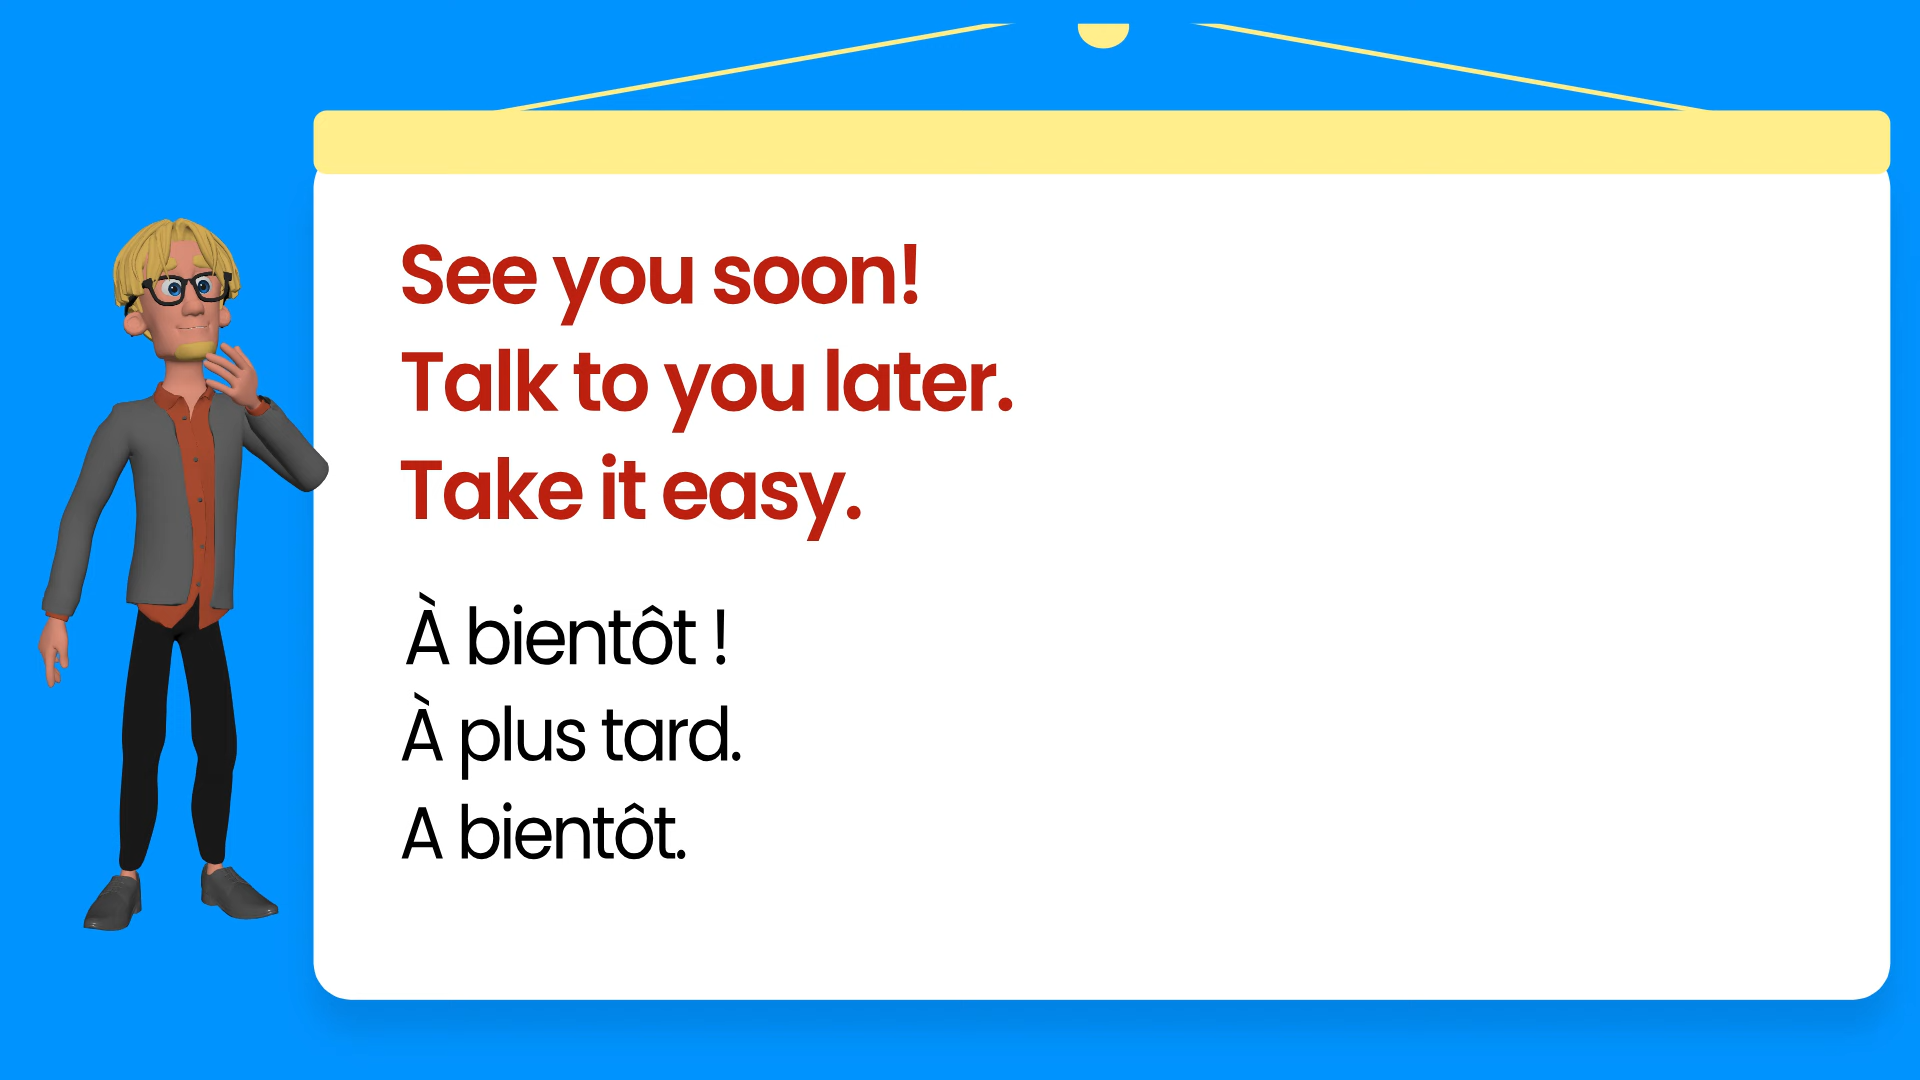 See you soon!
Talk to you later.
Take it easy.
À bientôt !
À plus tard.
A bientôt.